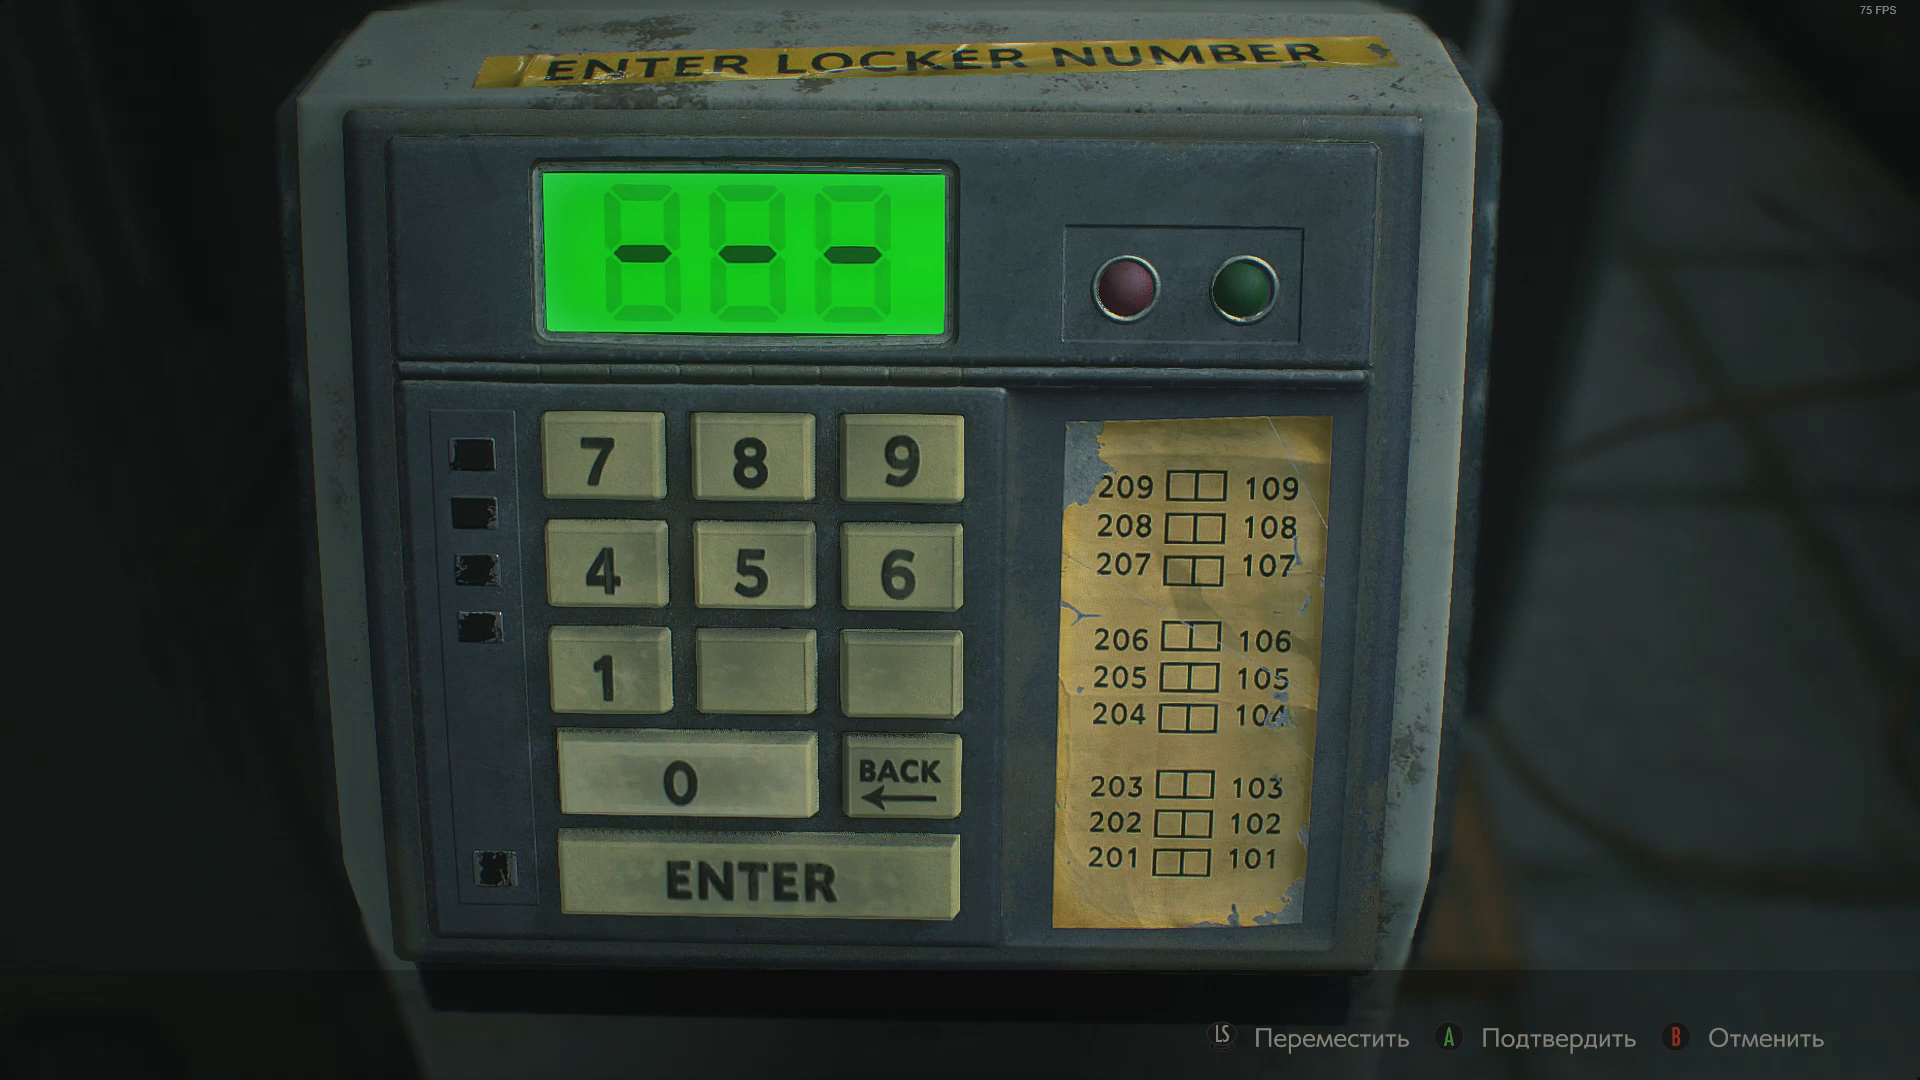 75 FPS
ENTER LOCKER NUMBER
7 8 9
4 5 6
1
0 BACK
ENTER
209 109
208 108
207 107
206 106
205 105
204 104
203 103
202 102
201 101
LS Переместить A Подтвердить B Отменить